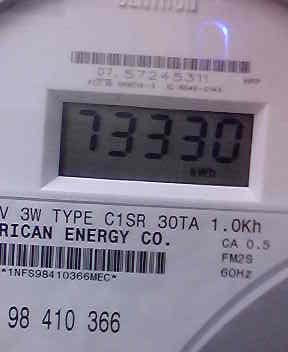 07. 57245311
73330
kWh
V 3W TYPE C1SR 30TA 1.0Kh
RICAN ENERGY CO.
CA 0.5
FM2S
60Hz
*1NFS98410366MEC*
98 410 366